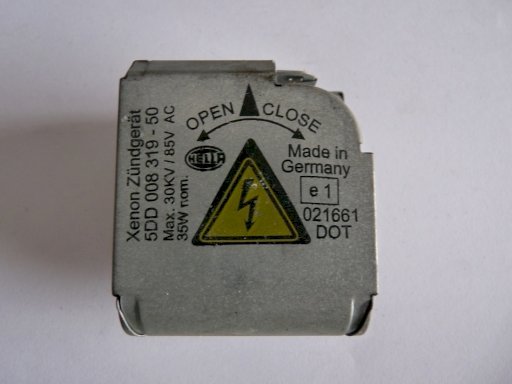 OPEN CLOSE
HELLA
Xenon Zündgerät
5DD 008 319 - 50
Max. 30KV / 85V AC
35W nom.
Made in
Germany
e 1
021661
DOT